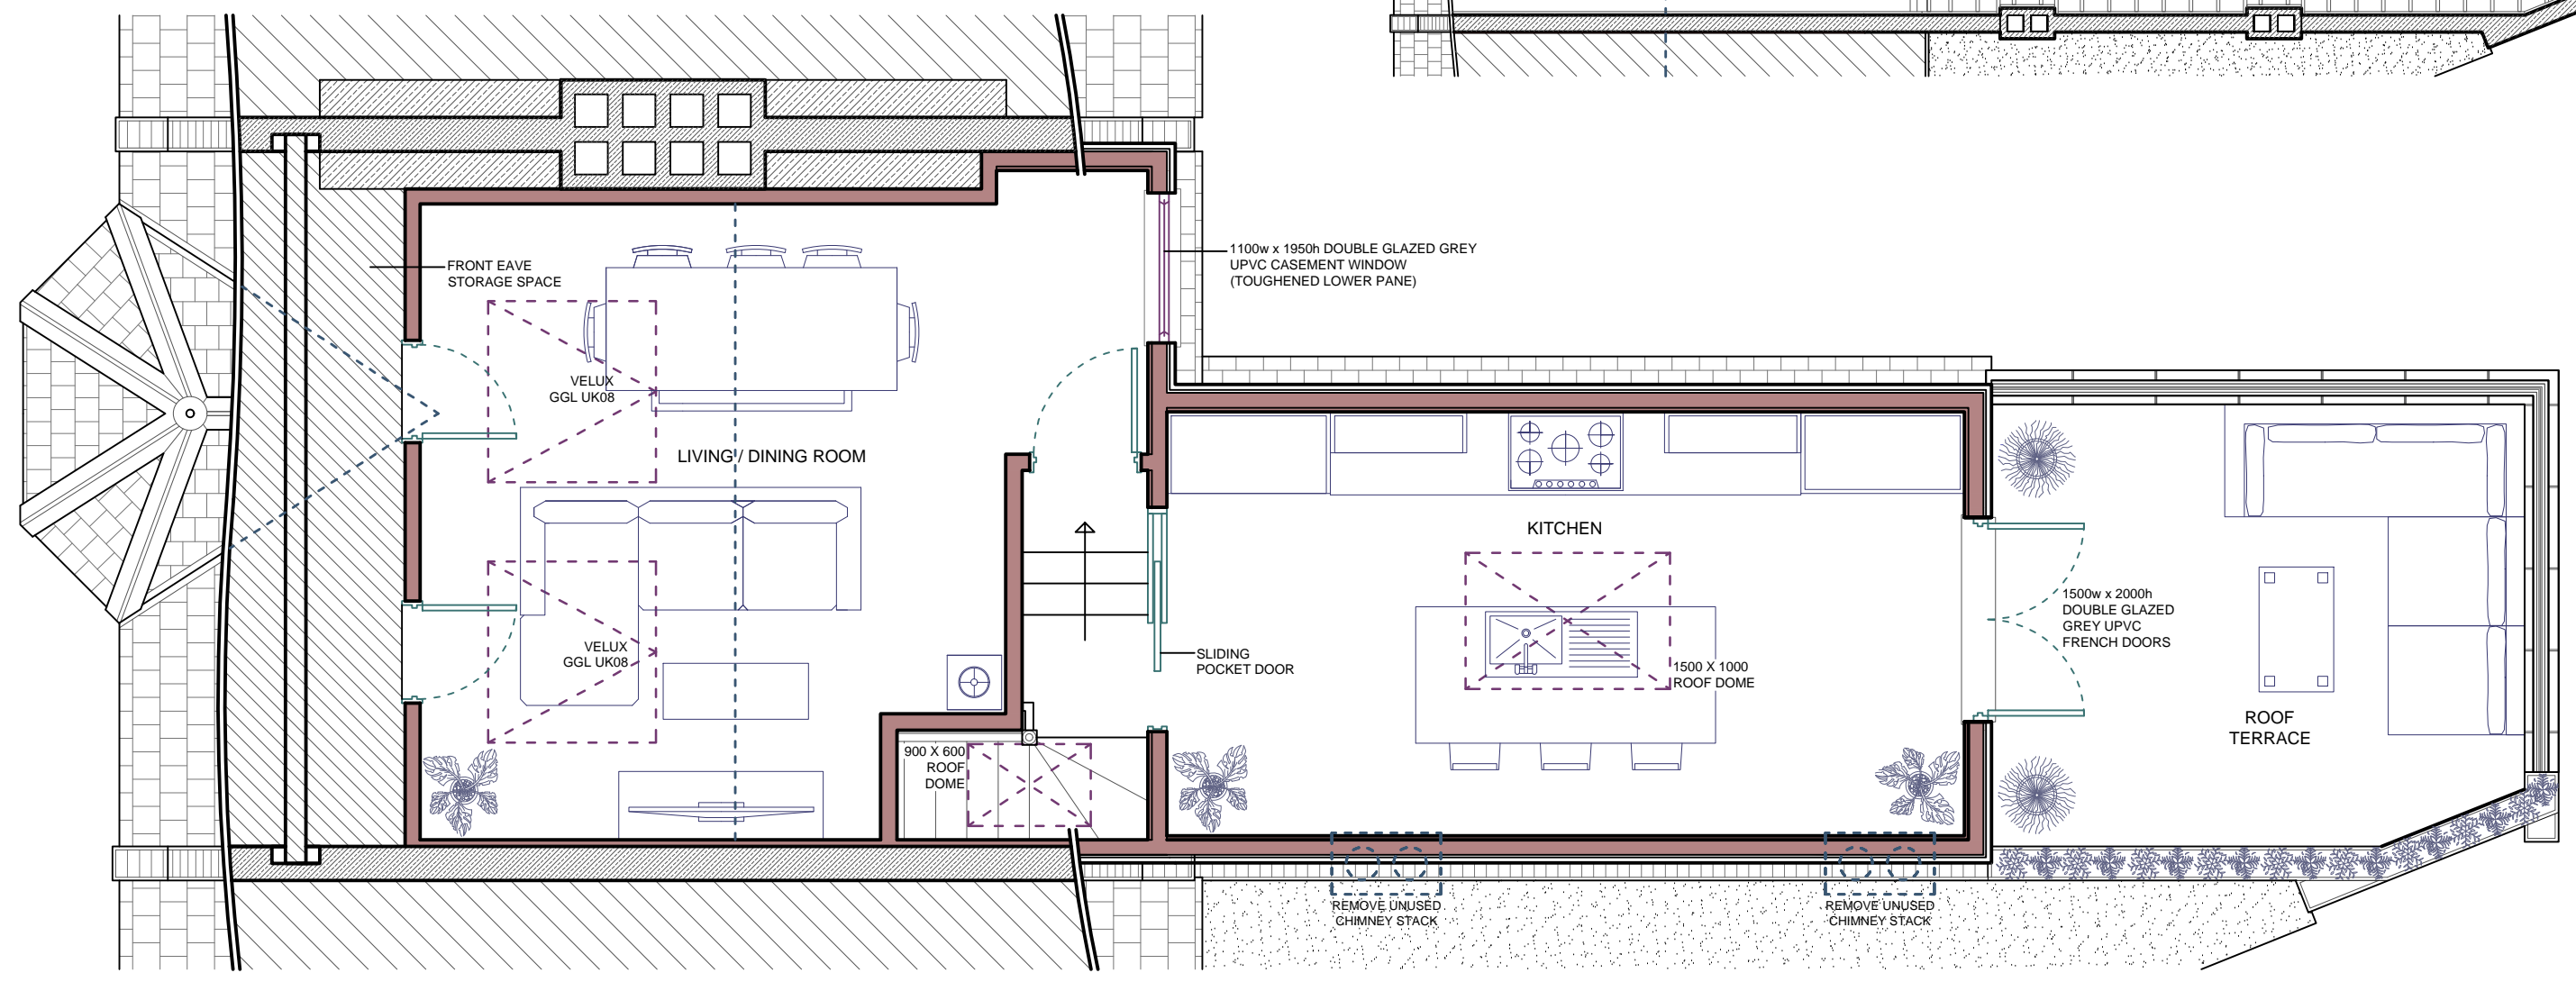 FRONT EAVE
STORAGE SPACE
1100w x 1950h DOUBLE GLAZED GREY
UPVC CASEMENT WINDOW
(TOUGHENED LOWER PANE)
VELUX
GGL UK08
LIVING / DINING ROOM
VELUX
GGL UK08
900 X 600
ROOF
DOME
SLIDING
POCKET DOOR
KITCHEN
1500 X 1000
ROOF DOME
1500w x 2000h
DOUBLE GLAZED
GREY UPVC
FRENCH DOORS
ROOF
TERRACE
REMOVE UNUSED
CHIMNEY STACK
REMOVE UNUSED
CHIMNEY STACK